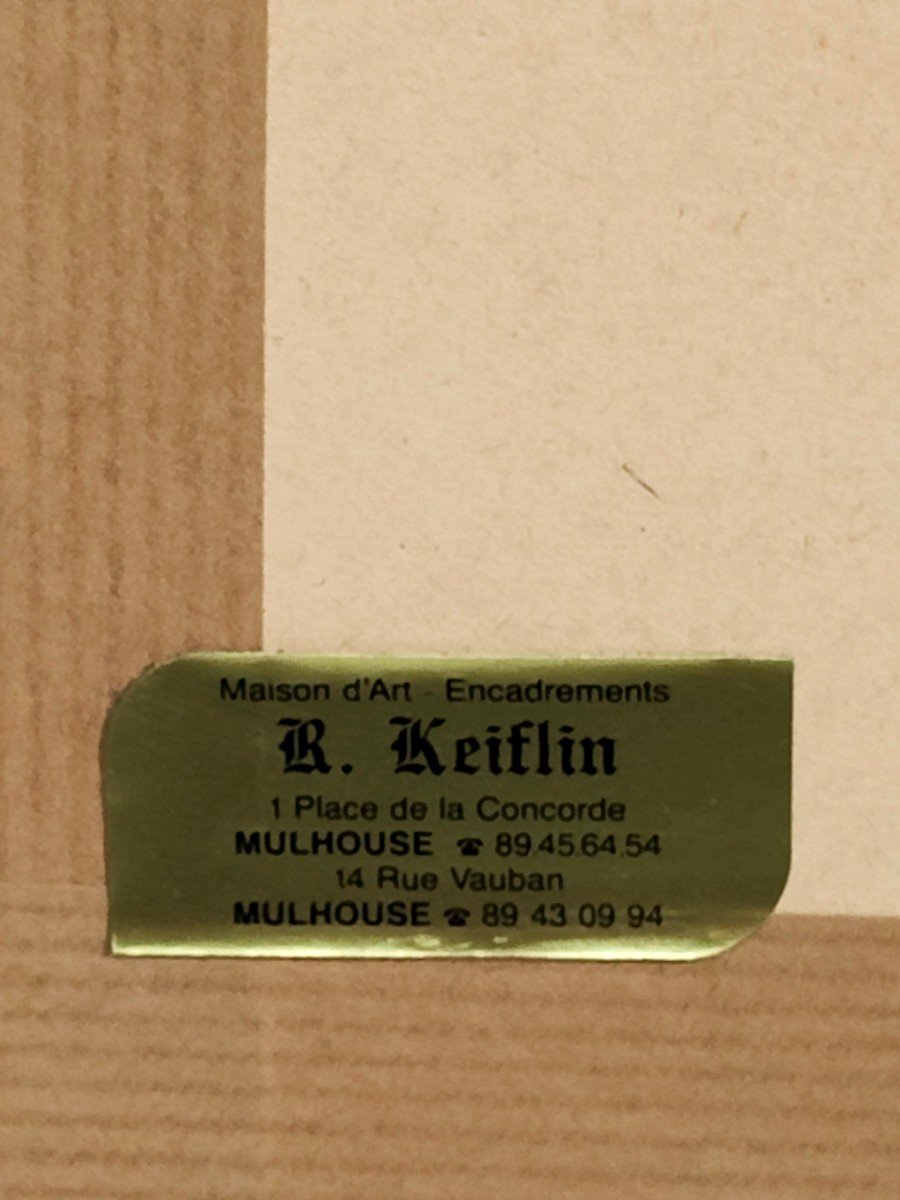 Maison d'Art - Encadrements
R. Keiflin
1 Place de la Concorde
MULHOUSE ☎ 89.45.64.54
14 Rue Vauban
MULHOUSE ☎ 89 43 09 94